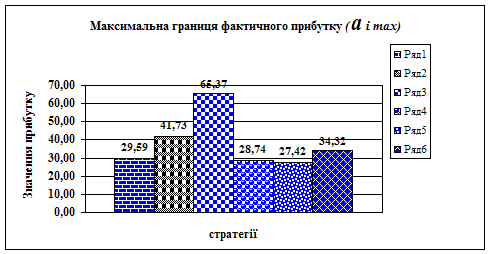 Максимальна границя фактичного прибутку ( a i max)
Значення прибутку
70,00
60,00
50,00
40,00
30,00
20,00
10,00
0,00
29,59
41,73
65,37
28,74
27,42
34,32
стратегії
Ряд1
Ряд2
Ряд3
Ряд4
Ряд5
Ряд6